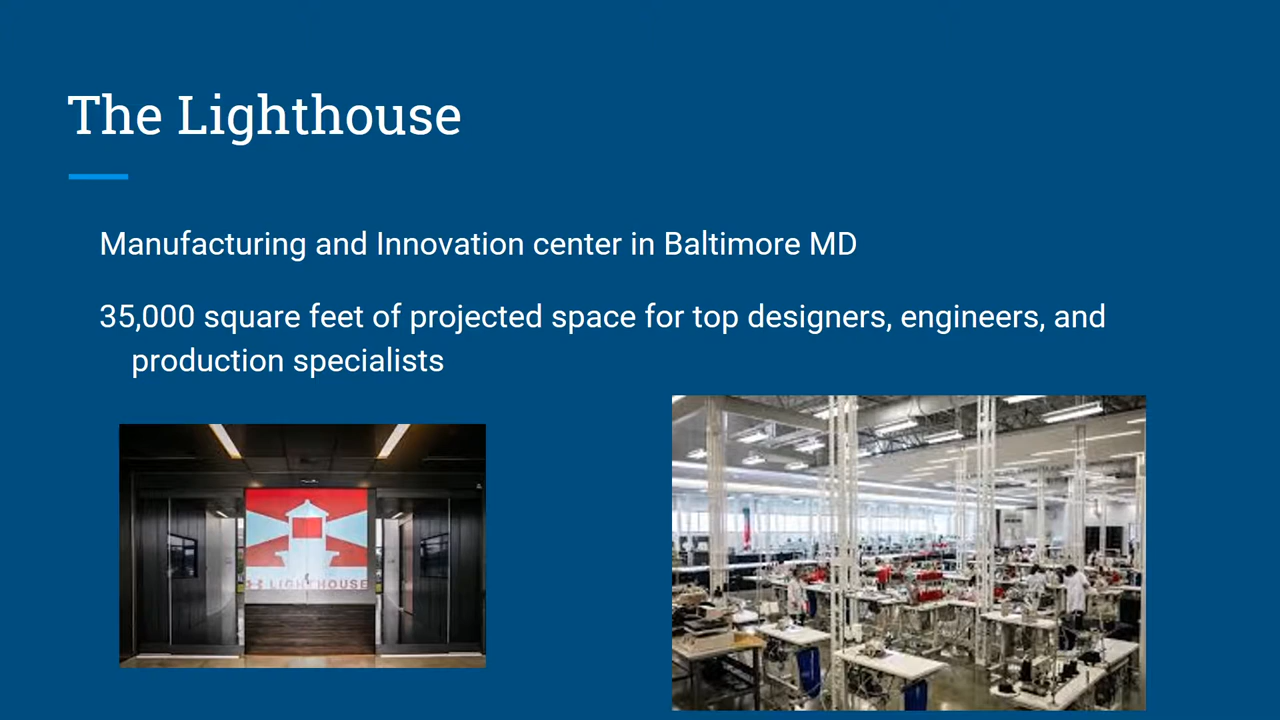 The Lighthouse
Manufacturing and Innovation center in Baltimore MD
35,000 square feet of projected space for top designers, engineers, and
production specialists
LIGHTHOUSE